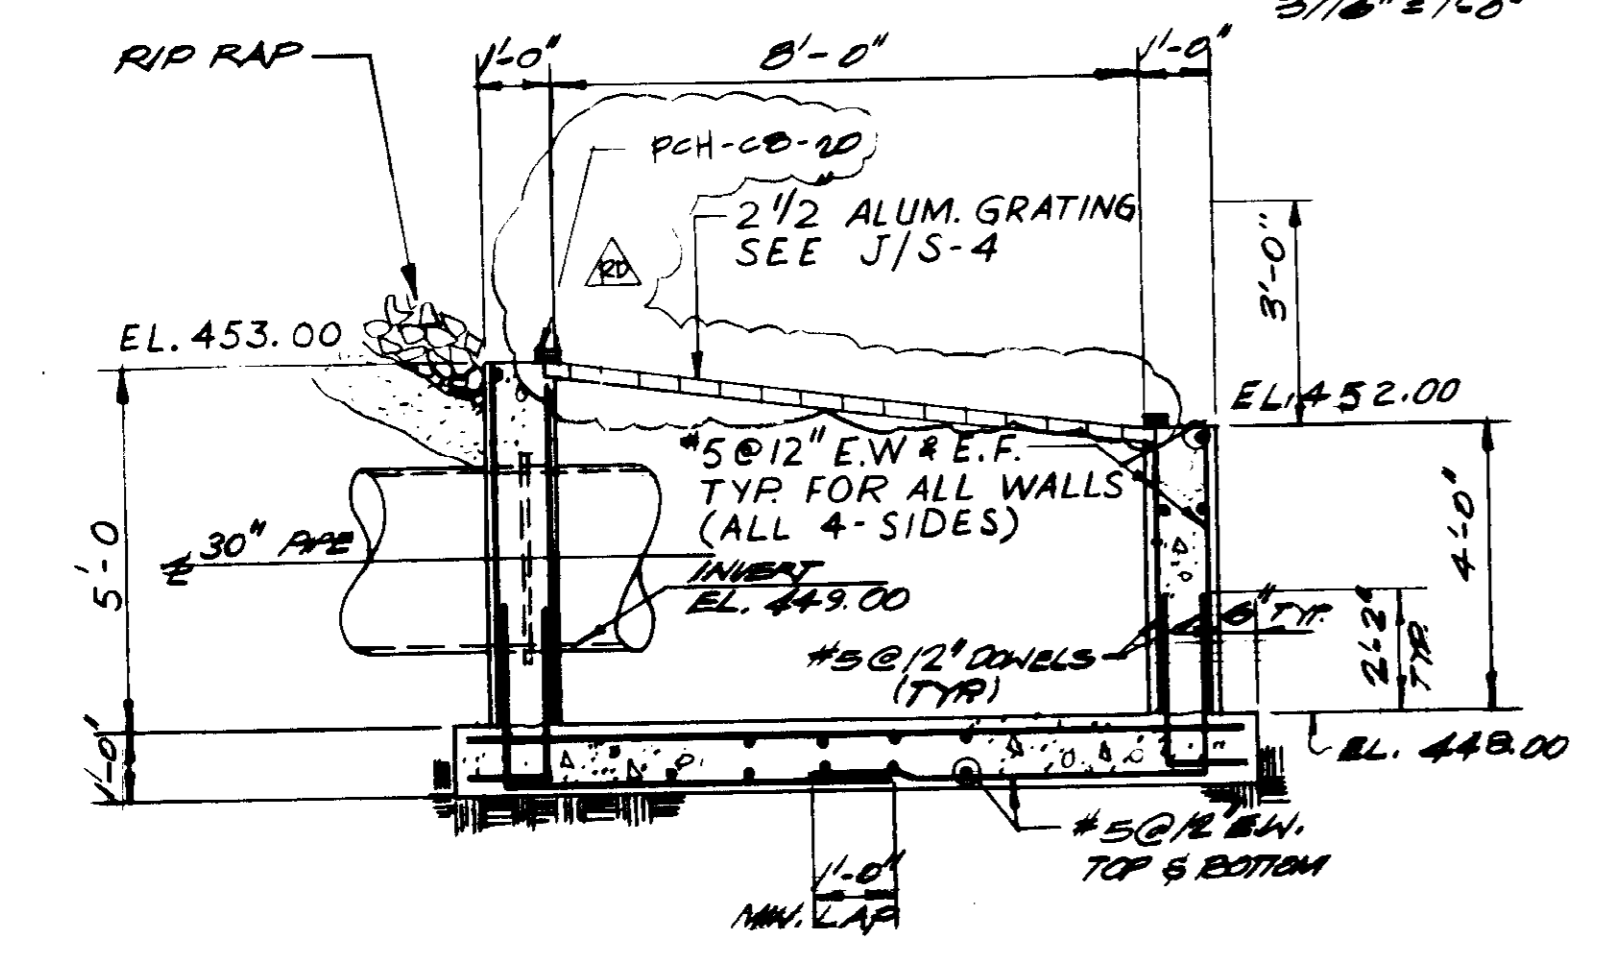 3/16" = 1'-0"
RIP RAP
1'-0"
8'-0"
1'-0"
PCH-CB-20
2 1/2" ALUM. GRATING
SEE J/S-4
RD
3'-0"
EL. 453.00
EL. 452.00
#5 @ 12" E.W & E.F.
TYP. FOR ALL WALLS
(ALL 4-SIDES)
5'-0
℄ 30" PIPE
INVERT
EL. 449.00
4'-0"
6" TYP.
2'-2"
TYP.
#5 @ 12" DOWELS
(TYP.)
1'-0"
EL. 448.00
#5 @ 12" E.W.
TOP & BOTTOM
1'-0"
MIN. LAP